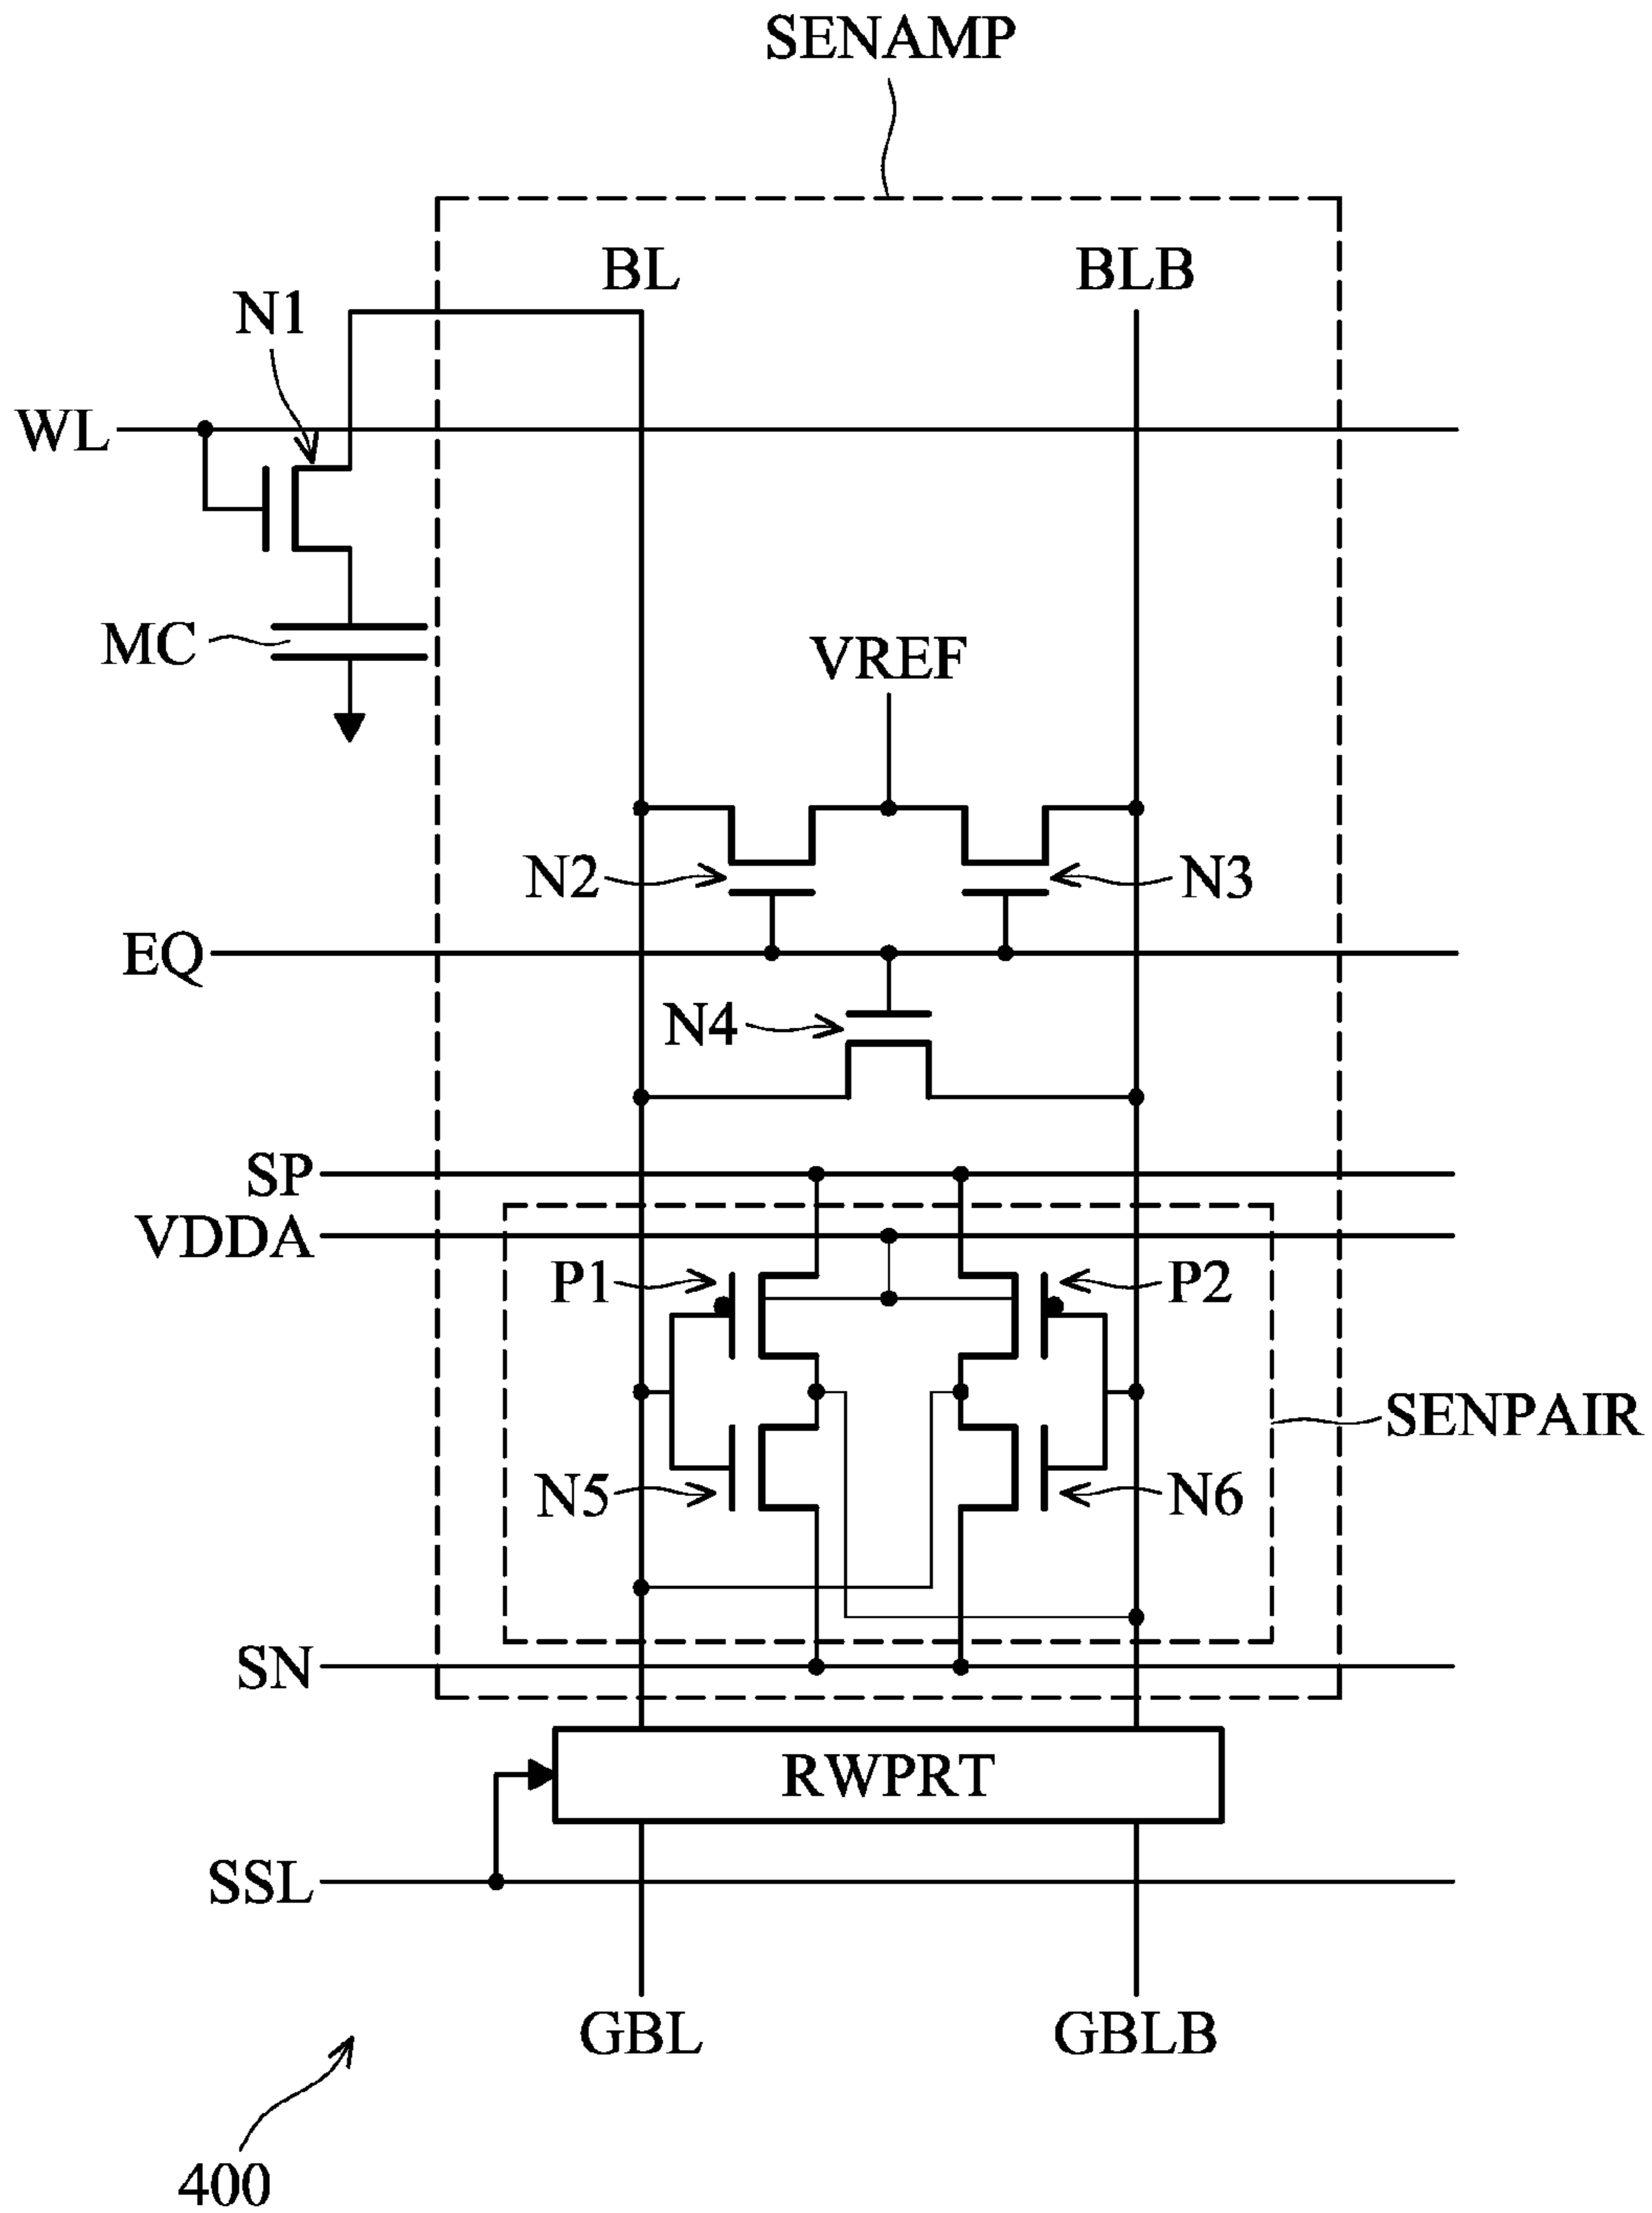 SENAMP
BL
BLB
N1
WL
MC
VREF
N2
N3
EQ
N4
SP
VDDA
P1
P2
SENPAIR
N5
N6
SN
RWPRT
SSL
GBL
GBLB
400